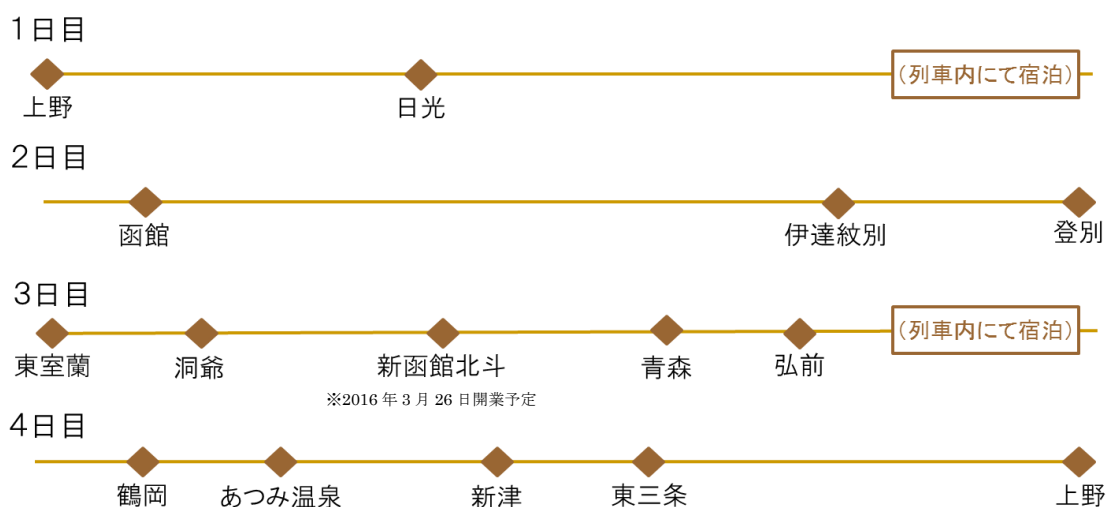 1日目
(列車内にて宿泊)
上野 日光
2日目
函館 伊達紋別 登別
3日目
(列車内にて宿泊)
東室蘭 洞爺 新函館北斗 青森 弘前
※2016年3月26日開業予定
4日目
鶴岡 あつみ温泉 新津 東三条 上野